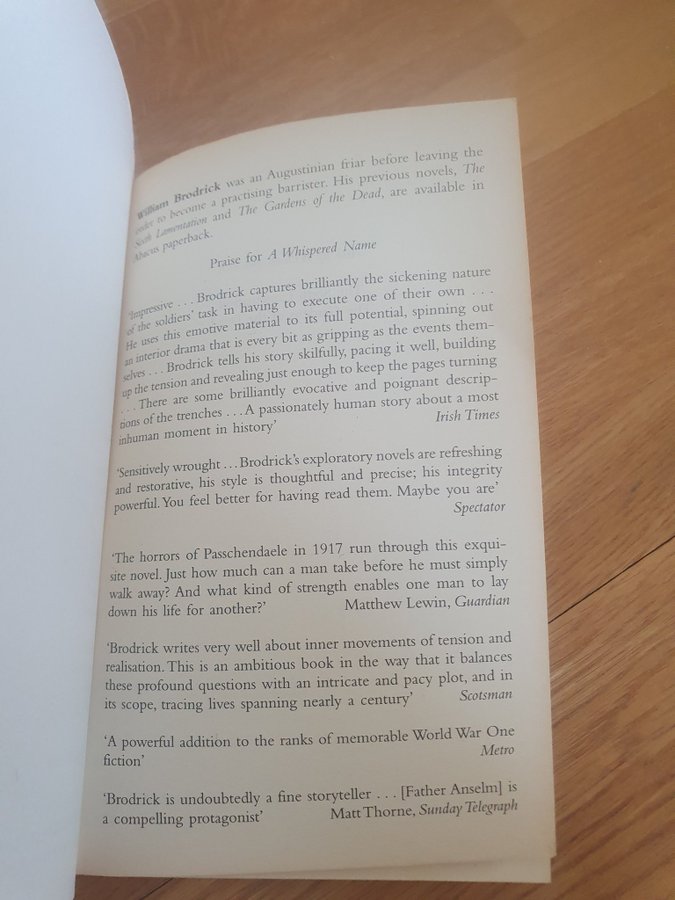 William Brodrick was an Augustinian friar before leaving the
order to become a practising barrister. His previous novels, The
Sixth Lamentation and The Gardens of the Dead, are available in
Abacus paperback.
Praise for A Whispered Name
‘Impressive . . . Brodrick captures brilliantly the sickening nature
of the soldiers’ task in having to execute one of their own . . .
He uses this emotive material to its full potential, spinning out
an interior drama that is every bit as gripping as the events them-
selves . . . Brodrick tells his story skilfully, pacing it well, building
up the tension and revealing just enough to keep the pages turning
. . . There are some brilliantly evocative and poignant descrip-
tions of the trenches . . . A passionately human story about a most
inhuman moment in history’ Irish Times
‘Sensitively wrought . . . Brodrick’s exploratory novels are refreshing
and restorative, his style is thoughtful and precise; his integrity
powerful. You feel better for having read them. Maybe you are’
Spectator
‘The horrors of Passchendaele in 1917 run through this exqui-
site novel. Just how much can a man take before he must simply
walk away? And what kind of strength enables one man to lay
down his life for another?’ Matthew Lewin, Guardian
‘Brodrick writes very well about inner movements of tension and
realisation. This is an ambitious book in the way that it balances
these profound questions with an intricate and pacy plot, and in
its scope, tracing lives spanning nearly a century’ Scotsman
‘A powerful addition to the ranks of memorable World War One
fiction’ Metro
‘Brodrick is undoubtedly a fine storyteller . . . [Father Anselm] is
a compelling protagonist’ Matt Thorne, Sunday Telegraph